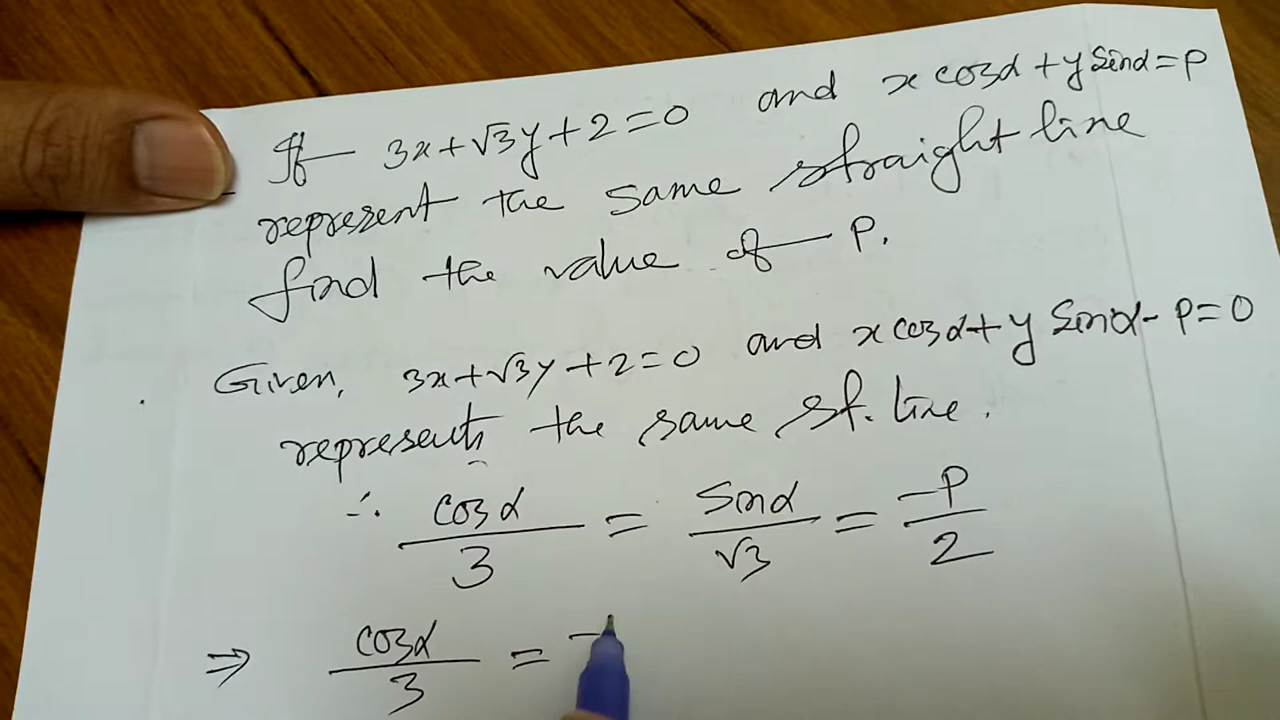 If 3x+√3y+2=0 and x cosα+y Sinα=P
represent the same straight line
find the value of P.
Given, 3x+√3y+2=0 and x cosα+y Sinα-P=0
represents the same st. line.
∴ cosα/3 = Sinα/√3 = -P/2
⇒ cosα/3 = -